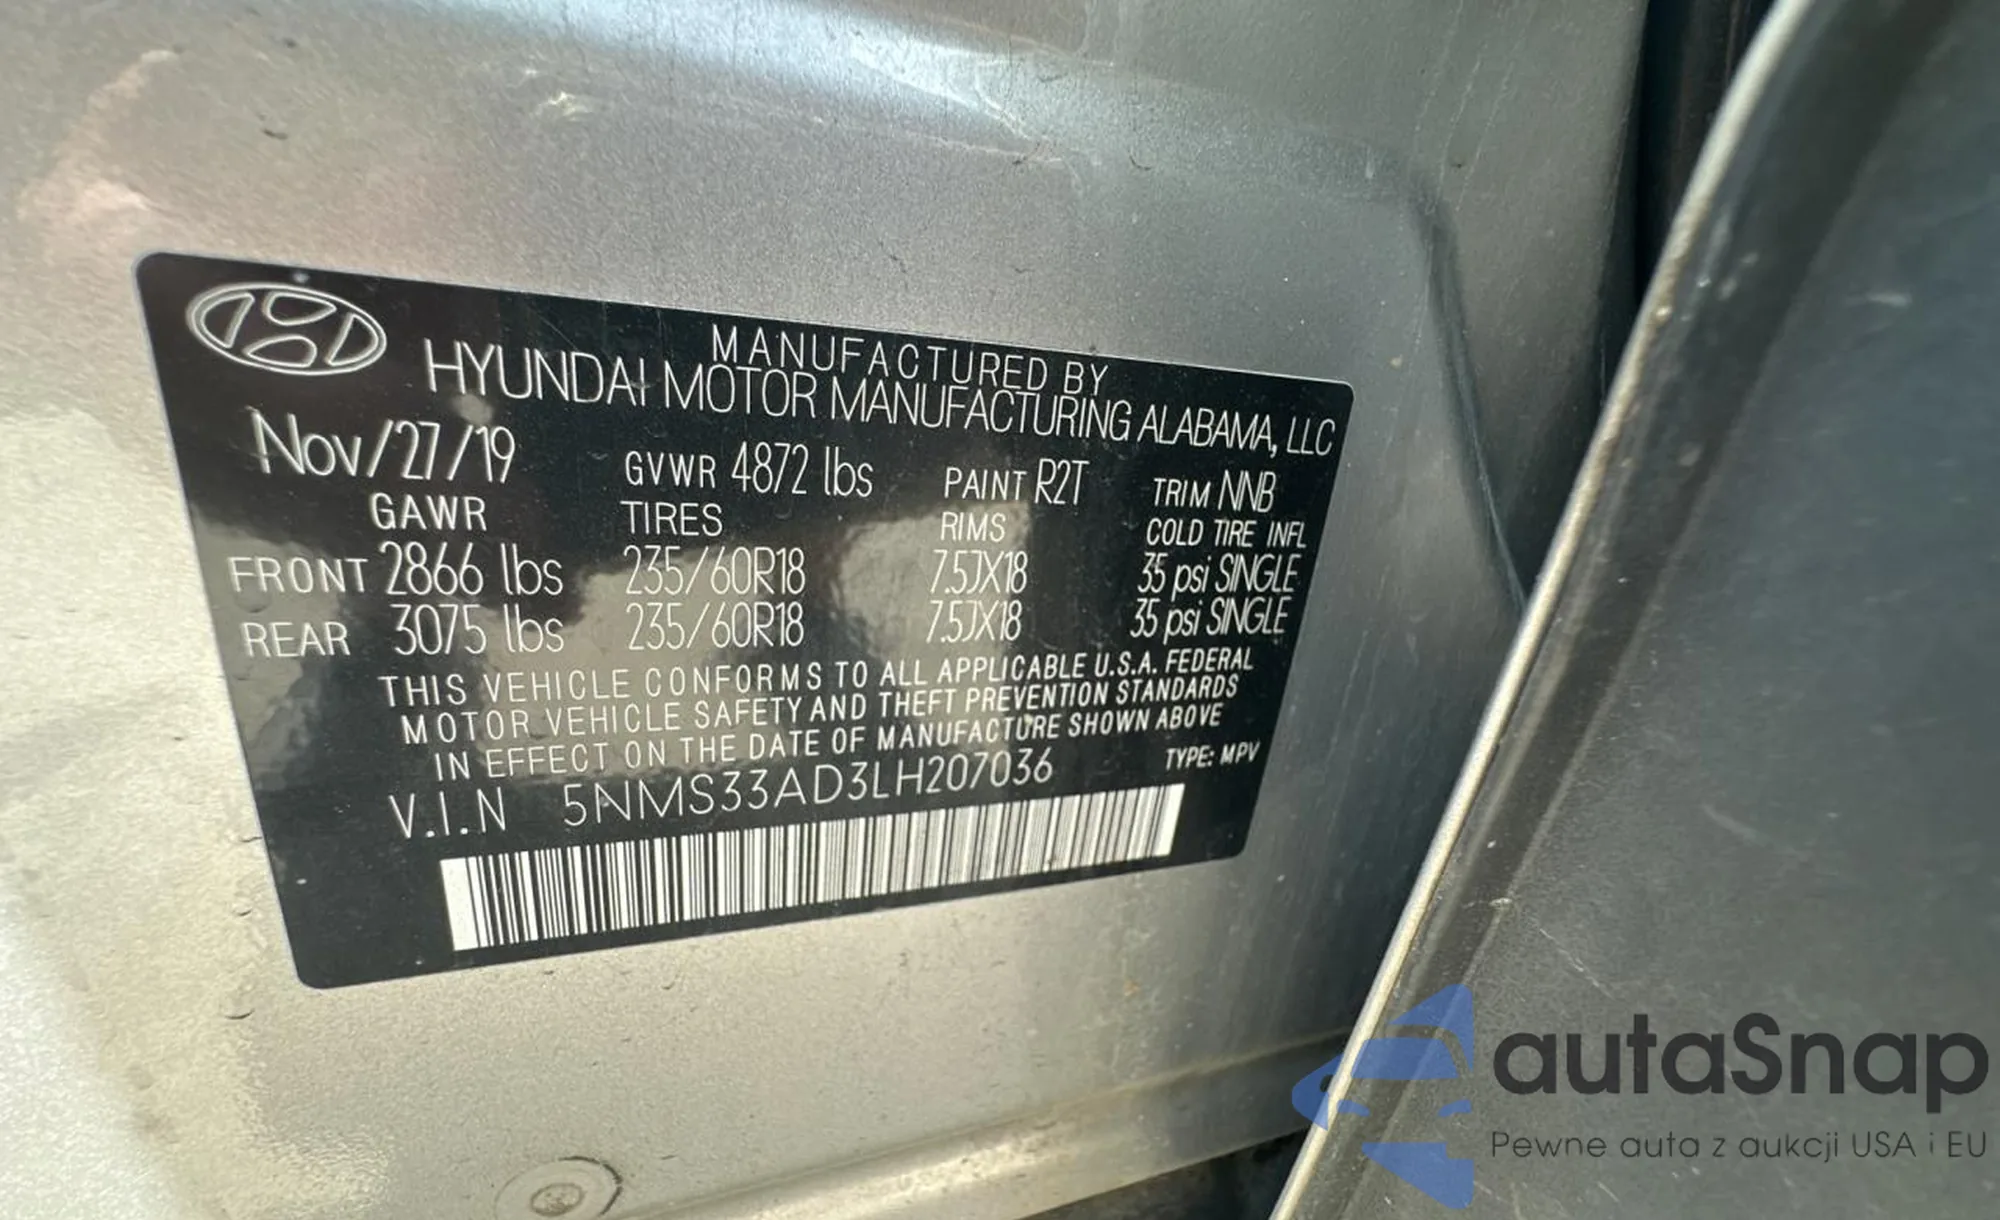 MANUFACTURED BY
HYUNDAI MOTOR MANUFACTURING ALABAMA, LLC
Nov/27/19 GVWR 4872 lbs PAINT R2T TRIM NNB
GAWR TIRES RIMS COLD TIRE INFL
FRONT 2866 lbs 235/60R18 7.5JX18 35 psi SINGLE
REAR 3075 lbs 235/60R18 7.5JX18 35 psi SINGLE
THIS VEHICLE CONFORMS TO ALL APPLICABLE U.S.A. FEDERAL
MOTOR VEHICLE SAFETY AND THEFT PREVENTION STANDARDS
IN EFFECT ON THE DATE OF MANUFACTURE SHOWN ABOVE
V.I.N 5NMS33AD3LH207036 TYPE: MPV
autaSnap
Pewne auta z aukcji USA i EU